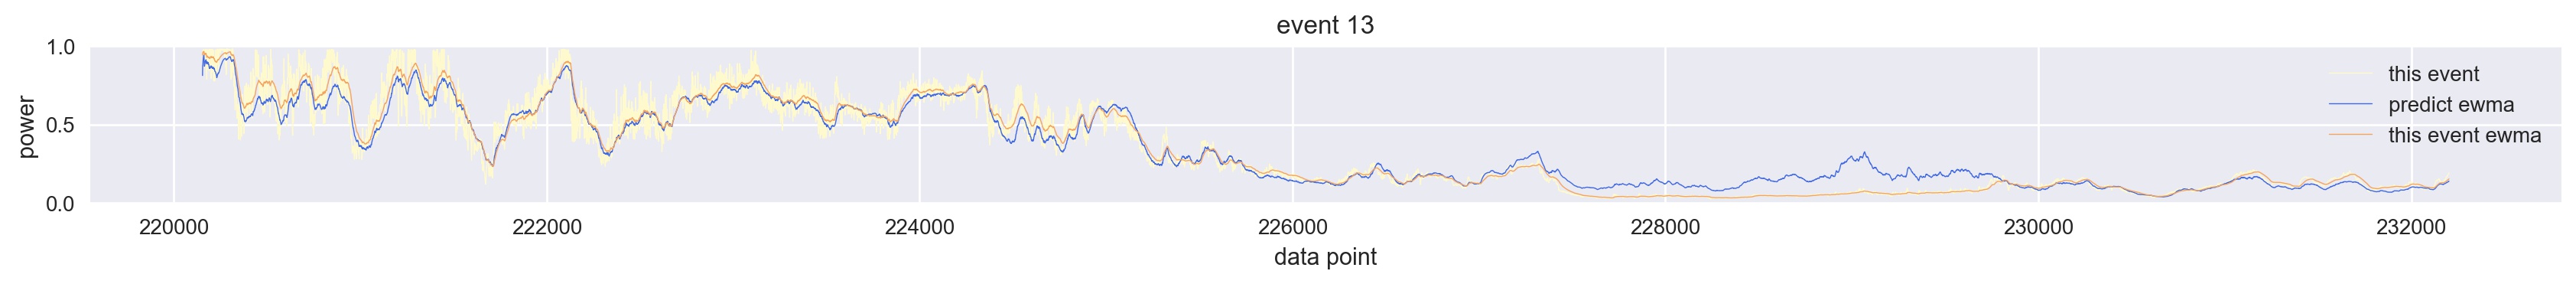 event 13
1.0
0.5
0.0
power
this event
predict ewma
this event ewma
220000 222000 224000 226000 228000 230000 232000
data point